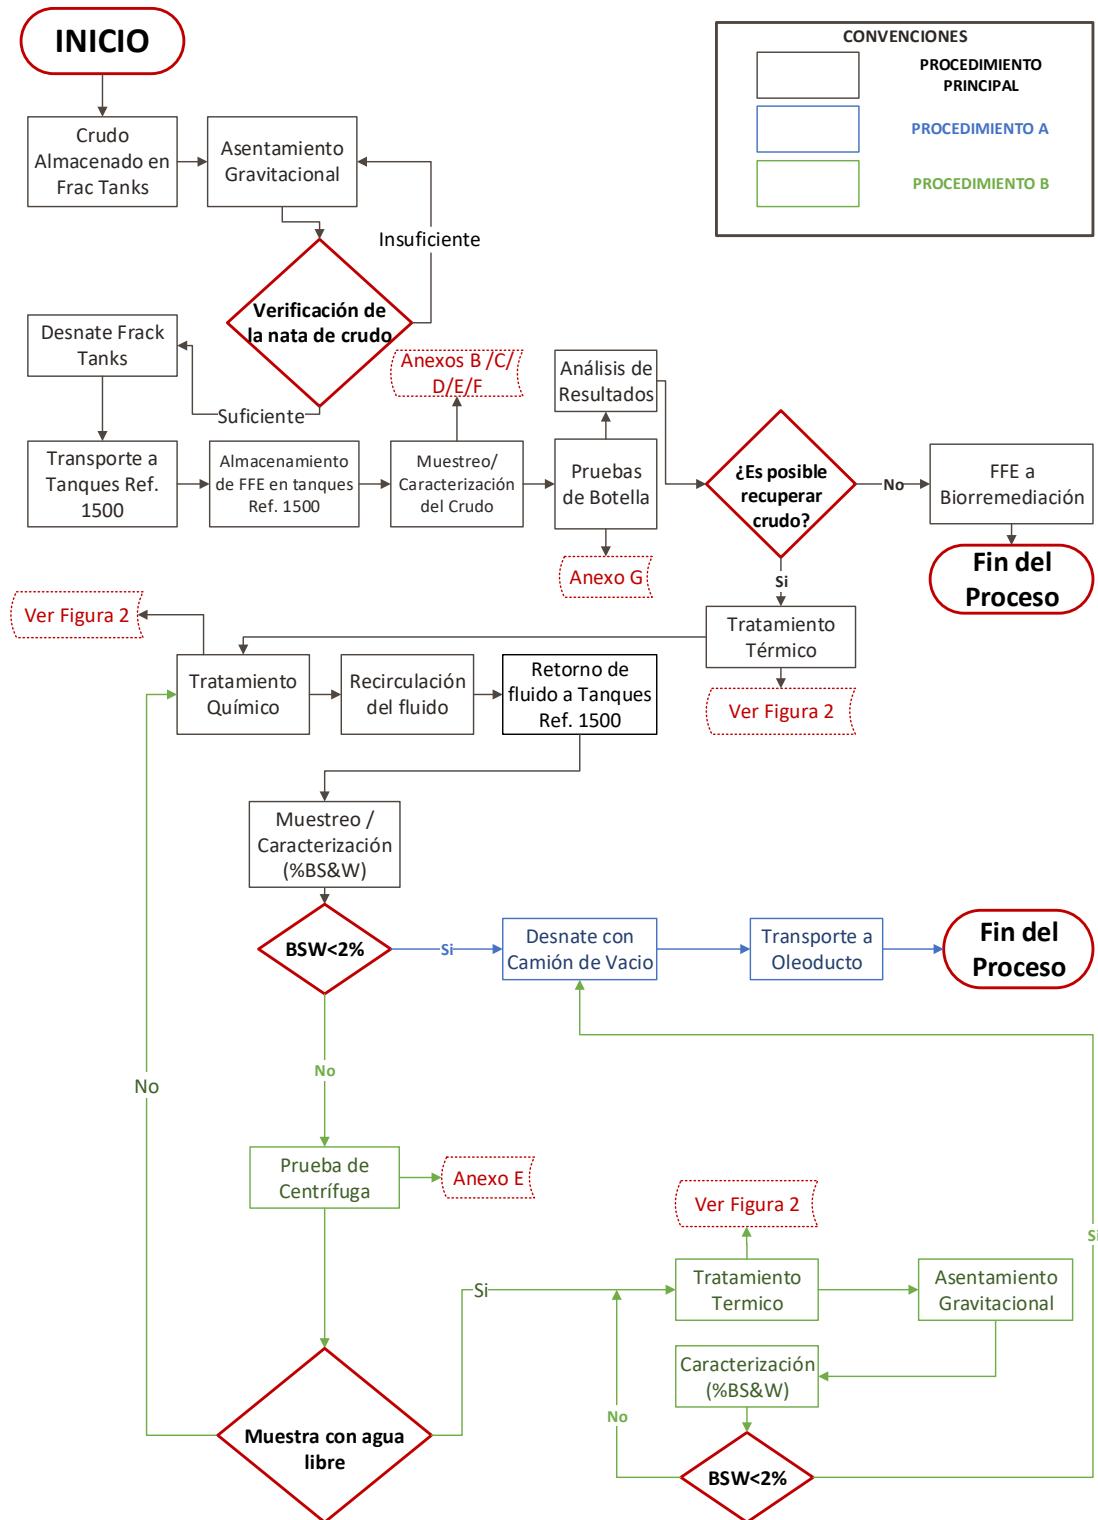 INICIO
CONVENCIONES
PROCEDIMIENTO
PRINCIPAL
PROCEDIMIENTO A
PROCEDIMIENTO B
Crudo
Almacenado en
Frac Tanks
Asentamiento
Gravitacional
Insuficiente
Verificación de
la nata de crudo
Desnate Frack
Tanks
Suficiente
Anexos B /C/
D/E/F
Análisis de
Resultados
Transporte a
Tanques Ref.
1500
Almacenamiento
de FFE en tanques
Ref. 1500
Muestreo/
Caracterización
del Crudo
Pruebas
de Botella
¿Es posible
recuperar
crudo?
No
FFE a
Biorremediación
Anexo G
Si
Fin del
Proceso
Ver Figura 2
Tratamiento
Térmico
Tratamiento
Químico
Recirculación
del fluido
Retorno de
fluido a Tanques
Ref. 1500
Ver Figura 2
Muestreo /
Caracterización
(%BS&W)
BSW<2%
Si
Desnate con
Camión de Vacio
Transporte a
Oleoducto
Fin del
Proceso
No
No
Prueba de
Centrífuga
Anexo E
Ver Figura 2
Si
Si
Tratamiento
Termico
Asentamiento
Gravitacional
Caracterización
(%BS&W)
No
Muestra con agua
libre
BSW<2%